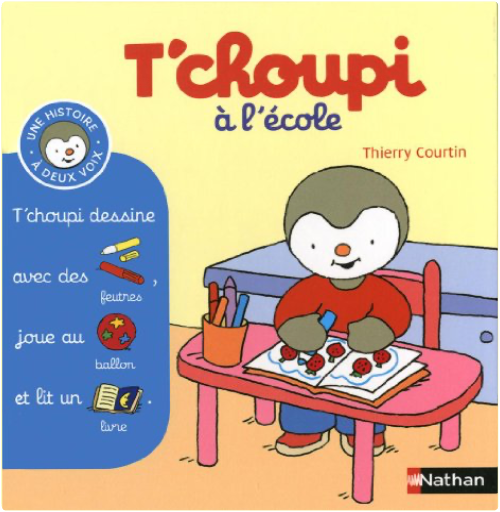 T'choupi
à l'école
Thierry Courtin
UNE HISTOIRE
À DEUX VOIX
T'choupi dessine
avec des ,
feutres
joue au
ballon
et lit un .
livre
Nathan